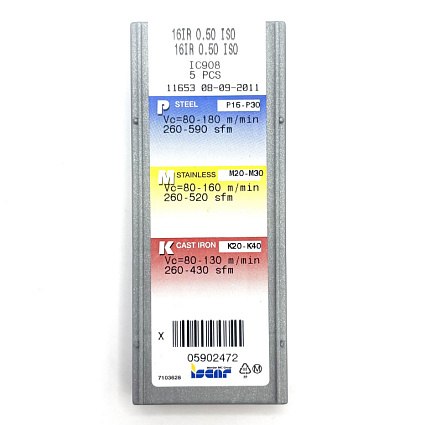 16IR 0.50 ISO
16IR 0.50 ISO
IC908
5 PCS
11653 08-09-2011
P STEEL P16-P30
Vc=80-180 m/min
260-590 sfm
M STAINLESS M20-M30
Vc=80-160 m/min
260-520 sfm
K CAST IRON K20-K40
Vc=80-130 m/min
260-430 sfm
X
05902472
7103628
iscar
M